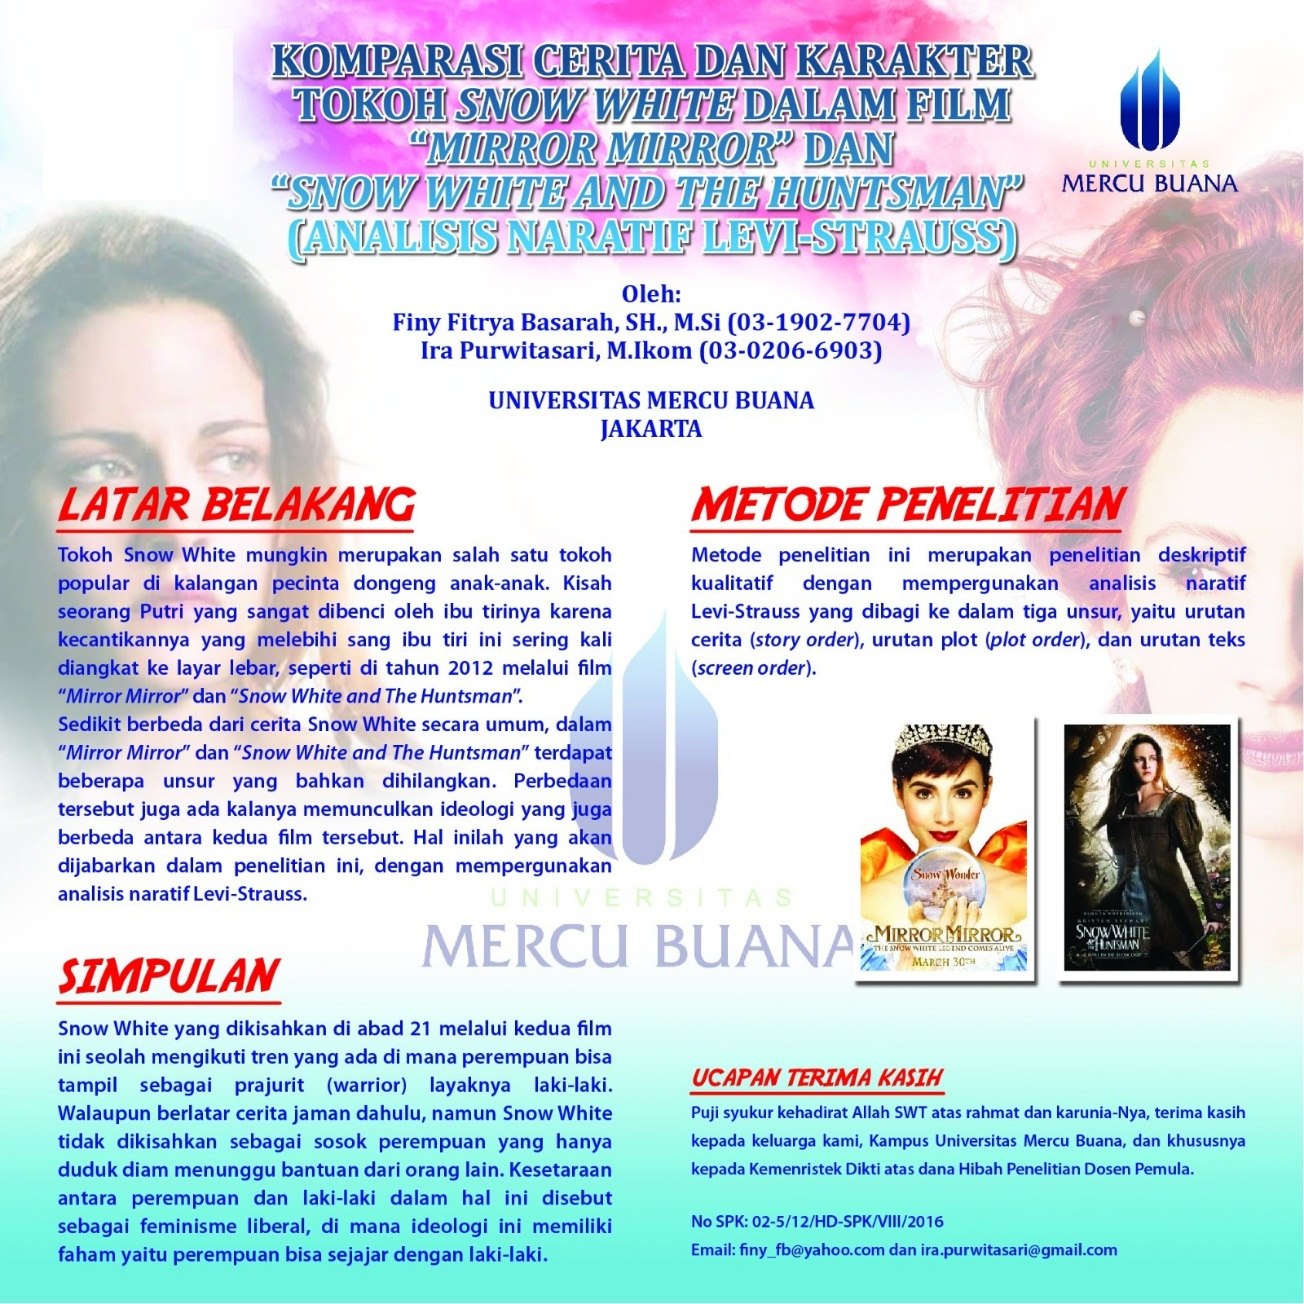 KOMPARASI CERITA DAN KARAKTER
TOKOH SNOW WHITE DALAM FILM
“MIRROR MIRROR” DAN
“SNOW WHITE AND THE HUNTSMAN”
(ANALISIS NARATIF LEVI-STRAUSS)
UNIVERSITAS
MERCU BUANA
Oleh:
Finy Fitrya Basarah, SH., M.Si (03-1902-7704)
Ira Purwitasari, M.Ikom (03-0206-6903)
UNIVERSITAS MERCU BUANA
JAKARTA
LATAR BELAKANG
Tokoh Snow White mungkin merupakan salah satu tokoh
popular di kalangan pecinta dongeng anak-anak. Kisah
seorang Putri yang sangat dibenci oleh ibu tirinya karena
kecantikannya yang melebihi sang ibu tiri ini sering kali
diangkat ke layar lebar, seperti di tahun 2012 melalui film
“Mirror Mirror” dan “Snow White and The Huntsman”.
Sedikit berbeda dari cerita Snow White secara umum, dalam
“Mirror Mirror” dan “Snow White and The Huntsman” terdapat
beberapa unsur yang bahkan dihilangkan. Perbedaan
tersebut juga ada kalanya memunculkan ideologi yang juga
berbeda antara kedua film tersebut. Hal inilah yang akan
dijabarkan dalam penelitian ini, dengan mempergunakan
analisis naratif Levi-Strauss.
METODE PENELITIAN
Metode penelitian ini merupakan penelitian deskriptif
kualitatif dengan mempergunakan analisis naratif
Levi-Strauss yang dibagi ke dalam tiga unsur, yaitu urutan
cerita (story order), urutan plot (plot order), dan urutan teks
(screen order).
UNIVERSITAS
MERCU BUANA
Snow Wonder
MIRROR MIRROR
THE SNOW WHITE LEGEND COMES ALIVE
MARCH 30TH
KRISTEN STEWART
SNOW WHITE
& THE HUNTSMAN
SIMPULAN
Snow White yang dikisahkan di abad 21 melalui kedua film
ini seolah mengikuti tren yang ada di mana perempuan bisa
tampil sebagai prajurit (warrior) layaknya laki-laki.
Walaupun berlatar cerita jaman dahulu, namun Snow White
tidak dikisahkan sebagai sosok perempuan yang hanya
duduk diam menunggu bantuan dari orang lain. Kesetaraan
antara perempuan dan laki-laki dalam hal ini disebut
sebagai feminisme liberal, di mana ideologi ini memiliki
faham yaitu perempuan bisa sejajar dengan laki-laki.
UCAPAN TERIMA KASIH
Puji syukur kehadirat Allah SWT atas rahmat dan karunia-Nya, terima kasih
kepada keluarga kami, Kampus Universitas Mercu Buana, dan khususnya
kepada Kemenristek Dikti atas dana Hibah Penelitian Dosen Pemula.
No SPK: 02-5/12/HD-SPK/VIII/2016
Email: finy_fb@yahoo.com dan ira.purwitasari@gmail.com